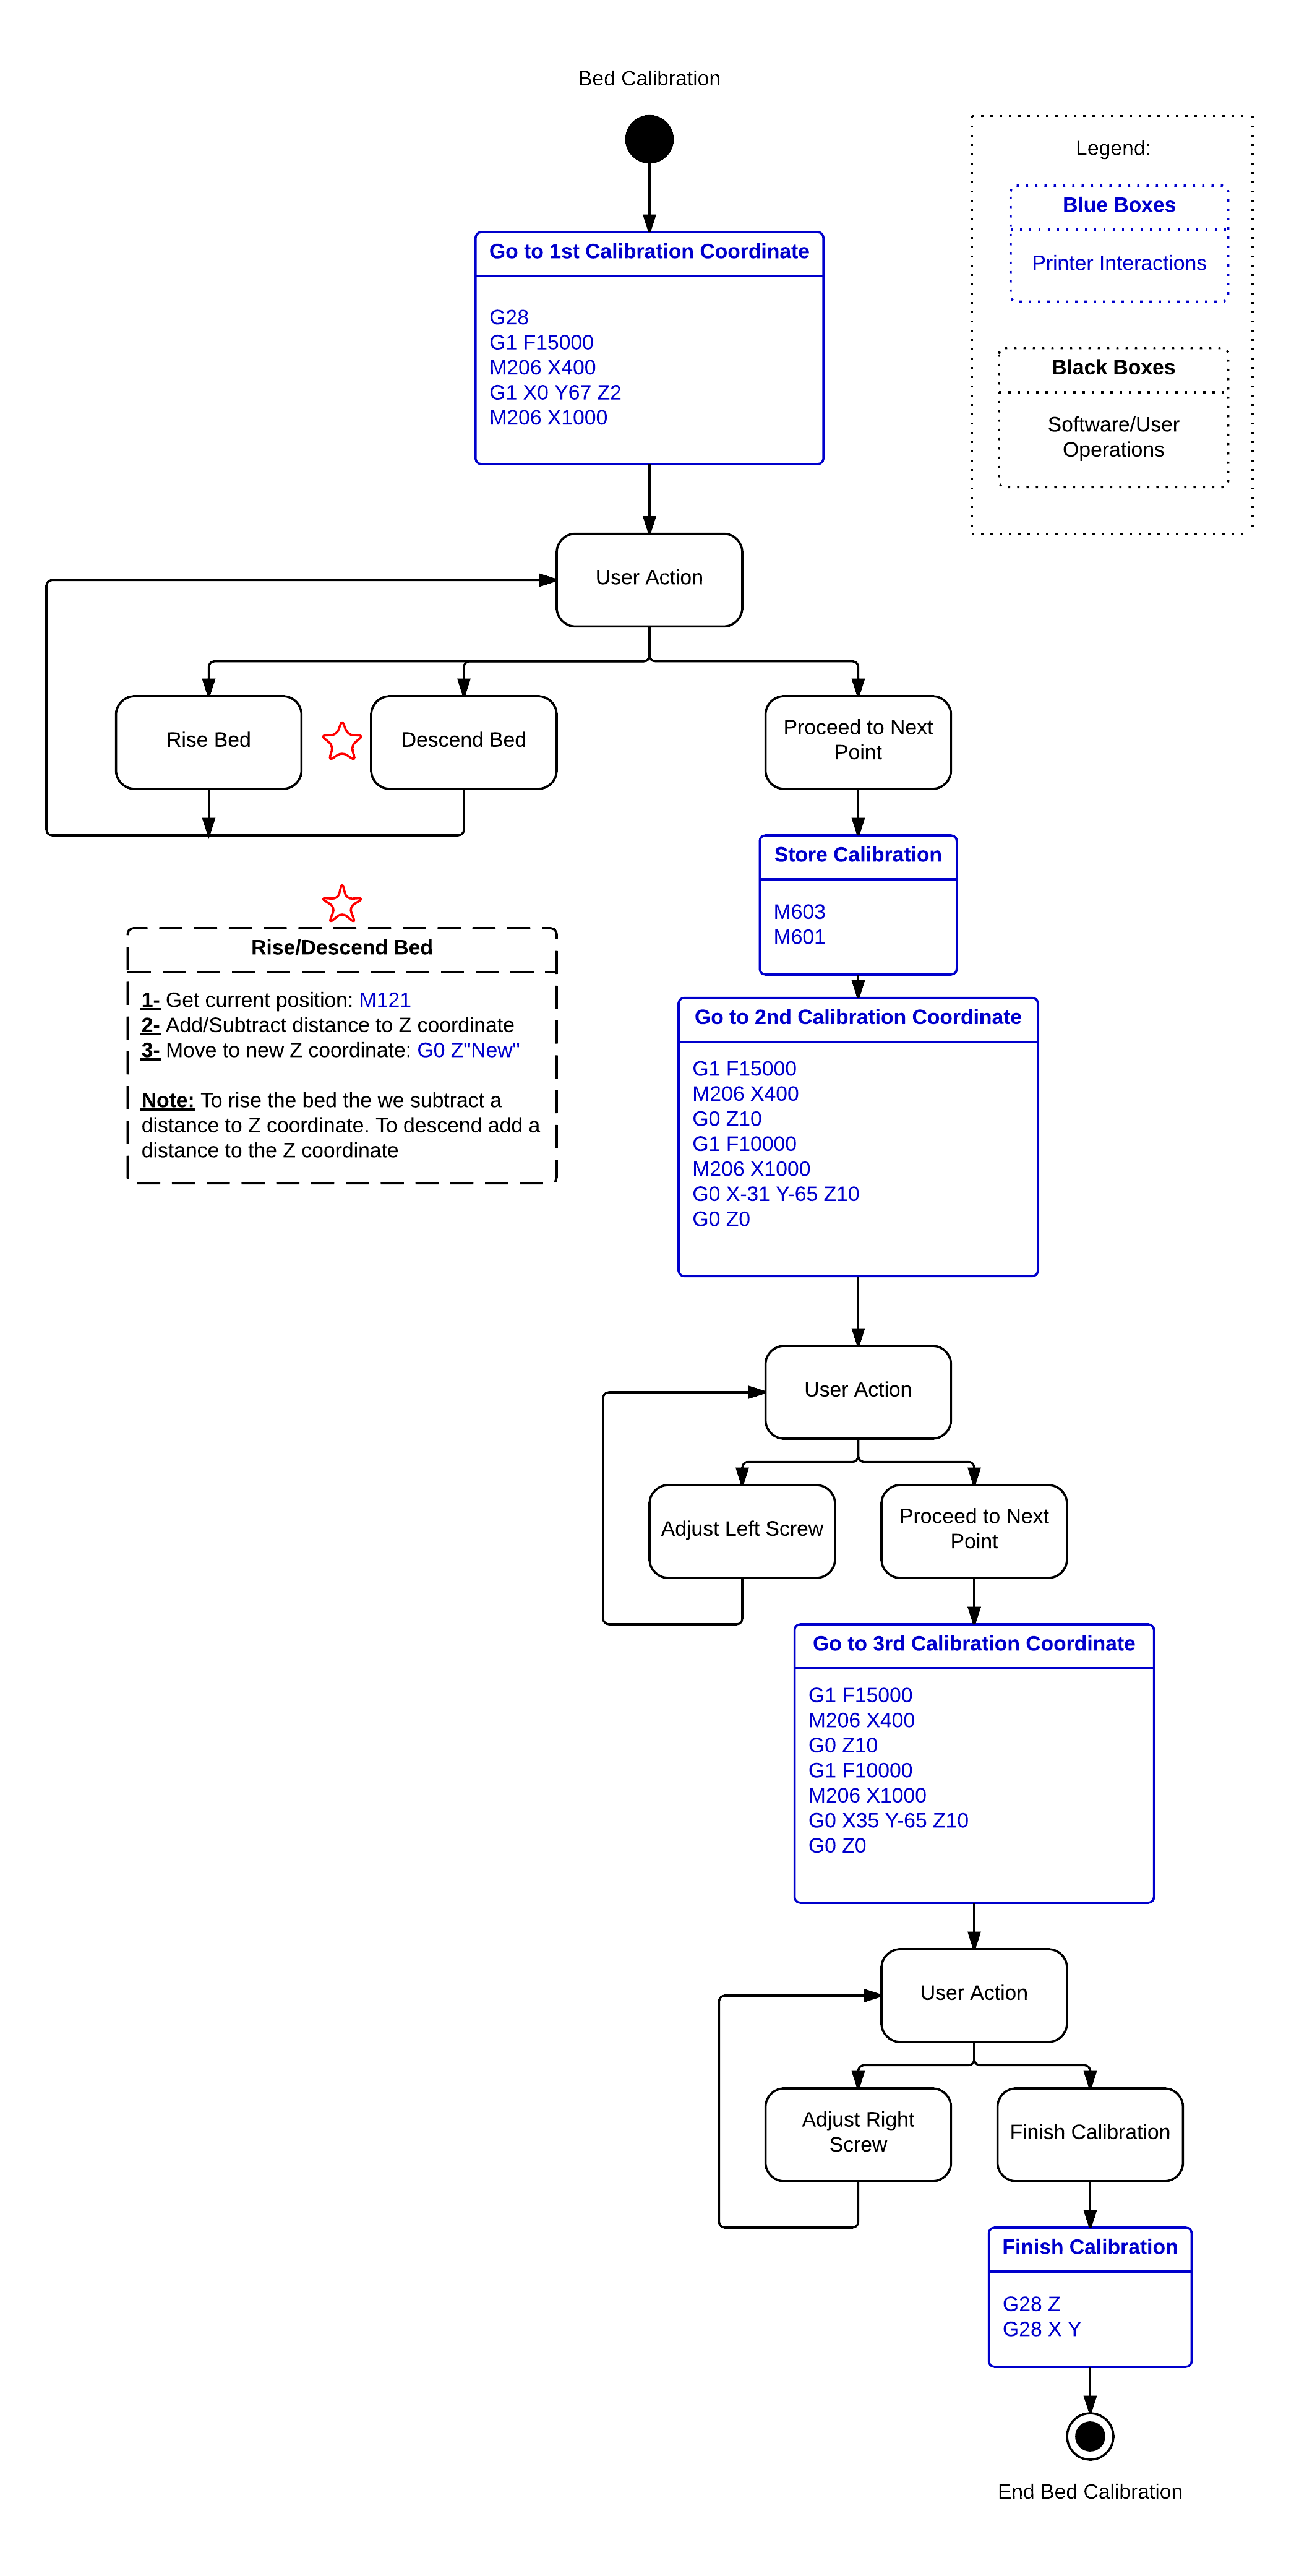 Bed Calibration
Legend:
Blue Boxes
Printer Interactions
Black Boxes
Software/User
Operations
Go to 1st Calibration Coordinate
G28
G1 F15000
M206 X400
G1 X0 Y67 Z2
M206 X1000
User Action
Rise Bed
Descend Bed
Proceed to Next
Point
Store Calibration
M603
M601
Rise/Descend Bed
1- Get current position: M121
2- Add/Subtract distance to Z coordinate
3- Move to new Z coordinate: G0 Z"New"
Note: To rise the bed the we subtract a
distance to Z coordinate. To descend add a
distance to the Z coordinate
Go to 2nd Calibration Coordinate
G1 F15000
M206 X400
G0 Z10
G1 F10000
M206 X1000
G0 X-31 Y-65 Z10
G0 Z0
User Action
Adjust Left Screw
Proceed to Next
Point
Go to 3rd Calibration Coordinate
G1 F15000
M206 X400
G0 Z10
G1 F10000
M206 X1000
G0 X35 Y-65 Z10
G0 Z0
User Action
Adjust Right
Screw
Finish Calibration
Finish Calibration
G28 Z
G28 X Y
End Bed Calibration